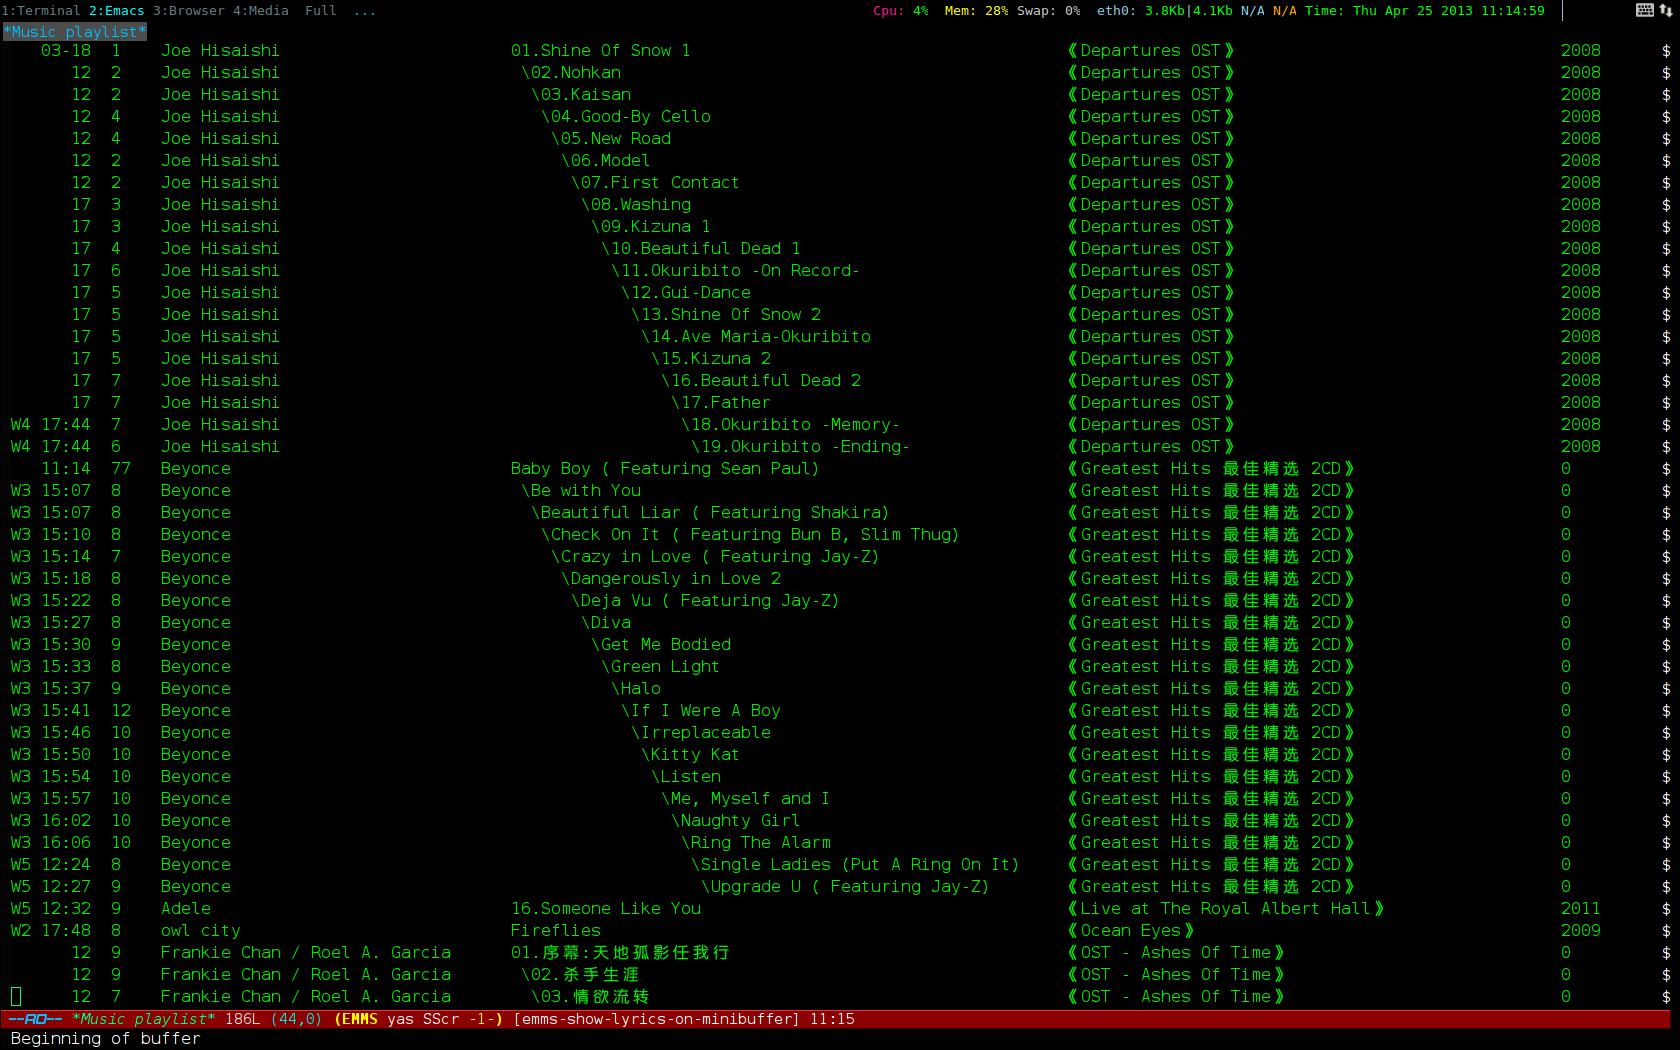 1:Terminal 2:Emacs 3:Browser 4:Media Full ... Cpu: 4% Mem: 28% Swap: 0% eth0: 3.8Kb|4.1Kb N/A N/A Time: Thu Apr 25 2013 11:14:59
*Music playlist*
03-18 1 Joe Hisaishi 01.Shine Of Snow 1 《Departures OST》 2008 $
12 2 Joe Hisaishi \02.Nohkan 《Departures OST》 2008 $
12 2 Joe Hisaishi \03.Kaisan 《Departures OST》 2008 $
12 4 Joe Hisaishi \04.Good-By Cello 《Departures OST》 2008 $
12 4 Joe Hisaishi \05.New Road 《Departures OST》 2008 $
12 2 Joe Hisaishi \06.Model 《Departures OST》 2008 $
12 2 Joe Hisaishi \07.First Contact 《Departures OST》 2008 $
17 3 Joe Hisaishi \08.Washing 《Departures OST》 2008 $
17 3 Joe Hisaishi \09.Kizuna 1 《Departures OST》 2008 $
17 4 Joe Hisaishi \10.Beautiful Dead 1 《Departures OST》 2008 $
17 6 Joe Hisaishi \11.Okuribito -On Record- 《Departures OST》 2008 $
17 5 Joe Hisaishi \12.Gui-Dance 《Departures OST》 2008 $
17 5 Joe Hisaishi \13.Shine Of Snow 2 《Departures OST》 2008 $
17 5 Joe Hisaishi \14.Ave Maria-Okuribito 《Departures OST》 2008 $
17 5 Joe Hisaishi \15.Kizuna 2 《Departures OST》 2008 $
17 7 Joe Hisaishi \16.Beautiful Dead 2 《Departures OST》 2008 $
17 7 Joe Hisaishi \17.Father 《Departures OST》 2008 $
W4 17:44 7 Joe Hisaishi \18.Okuribito -Memory- 《Departures OST》 2008 $
W4 17:44 6 Joe Hisaishi \19.Okuribito -Ending- 《Departures OST》 2008 $
11:14 77 Beyonce Baby Boy ( Featuring Sean Paul) 《Greatest Hits 最佳精选 2CD》 0 $
W3 15:07 8 Beyonce \Be with You 《Greatest Hits 最佳精选 2CD》 0 $
W3 15:07 8 Beyonce \Beautiful Liar ( Featuring Shakira) 《Greatest Hits 最佳精选 2CD》 0 $
W3 15:10 8 Beyonce \Check On It ( Featuring Bun B, Slim Thug) 《Greatest Hits 最佳精选 2CD》 0 $
W3 15:14 7 Beyonce \Crazy in Love ( Featuring Jay-Z) 《Greatest Hits 最佳精选 2CD》 0 $
W3 15:18 8 Beyonce \Dangerously in Love 2 《Greatest Hits 最佳精选 2CD》 0 $
W3 15:22 8 Beyonce \Deja Vu ( Featuring Jay-Z) 《Greatest Hits 最佳精选 2CD》 0 $
W3 15:27 8 Beyonce \Diva 《Greatest Hits 最佳精选 2CD》 0 $
W3 15:30 9 Beyonce \Get Me Bodied 《Greatest Hits 最佳精选 2CD》 0 $
W3 15:33 8 Beyonce \Green Light 《Greatest Hits 最佳精选 2CD》 0 $
W3 15:37 9 Beyonce \Halo 《Greatest Hits 最佳精选 2CD》 0 $
W3 15:41 12 Beyonce \If I Were A Boy 《Greatest Hits 最佳精选 2CD》 0 $
W3 15:46 10 Beyonce \Irreplaceable 《Greatest Hits 最佳精选 2CD》 0 $
W3 15:50 10 Beyonce \Kitty Kat 《Greatest Hits 最佳精选 2CD》 0 $
W3 15:54 10 Beyonce \Listen 《Greatest Hits 最佳精选 2CD》 0 $
W3 15:57 10 Beyonce \Me, Myself and I 《Greatest Hits 最佳精选 2CD》 0 $
W3 16:02 10 Beyonce \Naughty Girl 《Greatest Hits 最佳精选 2CD》 0 $
W3 16:06 10 Beyonce \Ring The Alarm 《Greatest Hits 最佳精选 2CD》 0 $
W5 12:24 8 Beyonce \Single Ladies (Put A Ring On It) 《Greatest Hits 最佳精选 2CD》 0 $
W5 12:27 9 Beyonce \Upgrade U ( Featuring Jay-Z) 《Greatest Hits 最佳精选 2CD》 0 $
W5 12:32 9 Adele 16.Someone Like You 《Live at The Royal Albert Hall》 2011 $
W2 17:48 8 owl city Fireflies 《Ocean Eyes》 2009 $
12 9 Frankie Chan / Roel A. Garcia 01.序幕:天地孤影任我行 《OST - Ashes Of Time》 0 $
12 9 Frankie Chan / Roel A. Garcia \02.杀手生涯 《OST - Ashes Of Time》 0 $
12 7 Frankie Chan / Roel A. Garcia \03.情欲流转 《OST - Ashes Of Time》 0 $
--AO-- *Music playlist* 186L (44,0) (EMMS yas SScr -1-) [emms-show-lyrics-on-minibuffer] 11:15
Beginning of buffer